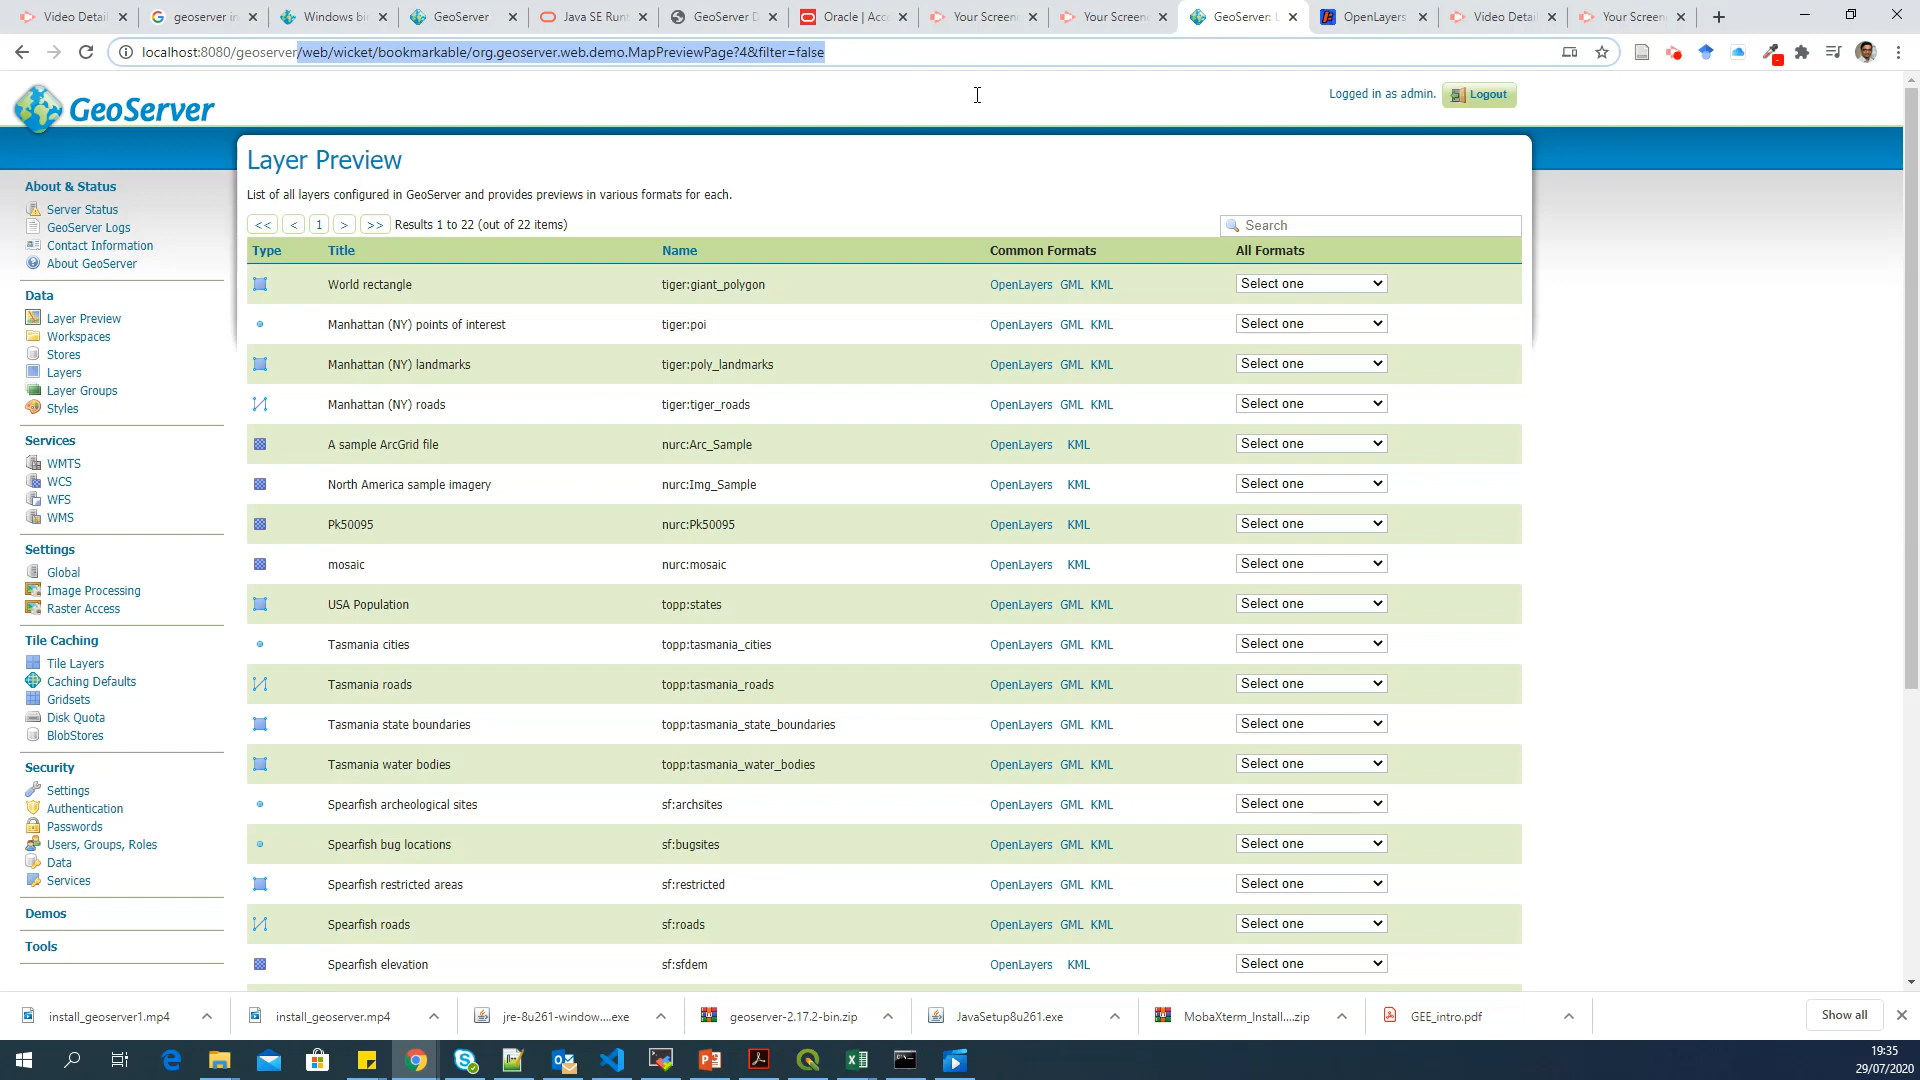 Video Detail
geoserver in
Windows bi
GeoServer
Java SE Runt
GeoServer D
Oracle | Acc
Your Screen
Your Screen
GeoServer: L
OpenLayers
Video Detai
Your Screen
localhost:8080/geoserver/web/wicket/bookmarkable/org.geoserver.web.demo.MapPreviewPage?4&filter=false
GeoServer
Logged in as admin.
Logout
Layer Preview
List of all layers configured in GeoServer and provides previews in various formats for each.
<< < 1 > >> Results 1 to 22 (out of 22 items)
Search
Type Title Name Common Formats All Formats
World rectangle tiger:giant_polygon OpenLayers GML KML Select one
Manhattan (NY) points of interest tiger:poi OpenLayers GML KML Select one
Manhattan (NY) landmarks tiger:poly_landmarks OpenLayers GML KML Select one
Manhattan (NY) roads tiger:tiger_roads OpenLayers GML KML Select one
A sample ArcGrid file nurc:Arc_Sample OpenLayers KML Select one
North America sample imagery nurc:Img_Sample OpenLayers KML Select one
Pk50095 nurc:Pk50095 OpenLayers KML Select one
mosaic nurc:mosaic OpenLayers KML Select one
USA Population topp:states OpenLayers GML KML Select one
Tasmania cities topp:tasmania_cities OpenLayers GML KML Select one
Tasmania roads topp:tasmania_roads OpenLayers GML KML Select one
Tasmania state boundaries topp:tasmania_state_boundaries OpenLayers GML KML Select one
Tasmania water bodies topp:tasmania_water_bodies OpenLayers GML KML Select one
Spearfish archeological sites sf:archsites OpenLayers GML KML Select one
Spearfish bug locations sf:bugsites OpenLayers GML KML Select one
Spearfish restricted areas sf:restricted OpenLayers GML KML Select one
Spearfish roads sf:roads OpenLayers GML KML Select one
Spearfish elevation sf:sfdem OpenLayers KML Select one
About & Status
Server Status
GeoServer Logs
Contact Information
About GeoServer
Data
Layer Preview
Workspaces
Stores
Layers
Layer Groups
Styles
Services
WMTS
WCS
WFS
WMS
Settings
Global
Image Processing
Raster Access
Tile Caching
Tile Layers
Caching Defaults
Gridsets
Disk Quota
BlobStores
Security
Settings
Authentication
Passwords
Users, Groups, Roles
Data
Services
Demos
Tools
install_geoserver1.mp4
install_geoserver.mp4
jre-8u261-window....exe
geoserver-2.17.2-bin.zip
JavaSetup8u261.exe
MobaXterm_Install....zip
GEE_intro.pdf
Show all
19:35
29/07/2020